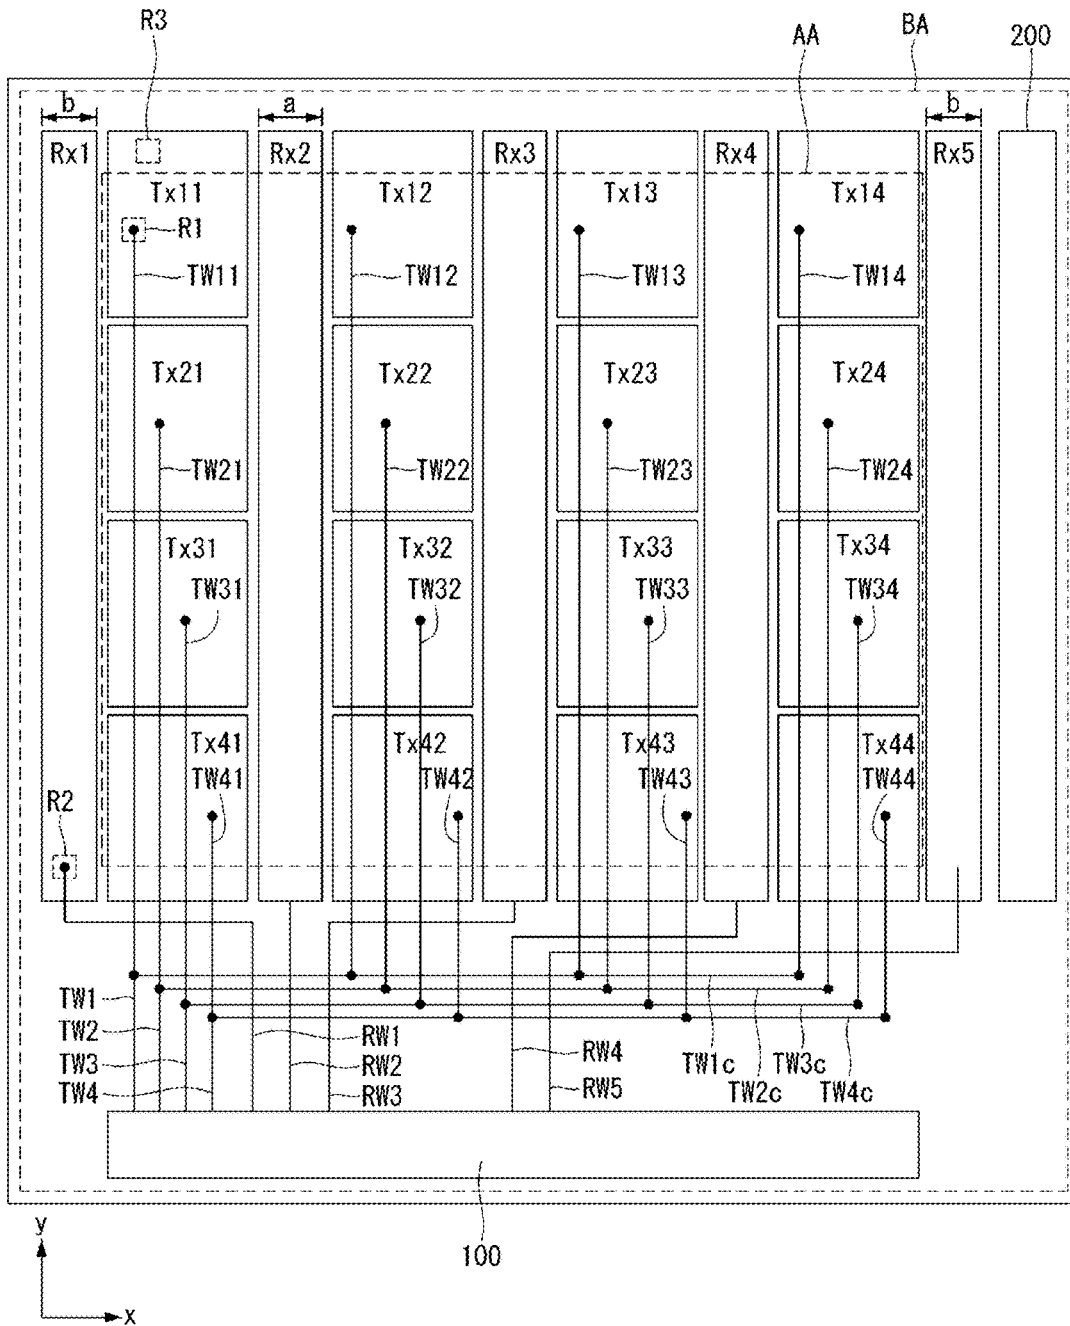 R3 AA BA 200
b a b
Rx1 Rx2 Rx3 Rx4 Rx5
Tx11 Tx12 Tx13 Tx14
R1
TW11 TW12 TW13 TW14
Tx21 Tx22 Tx23 Tx24
TW21 TW22 TW23 TW24
Tx31 Tx32 Tx33 Tx34
TW31 TW32 TW33 TW34
Tx41 Tx42 Tx43 Tx44
TW41 TW42 TW43 TW44
R2
TW1
TW2
TW3
TW4
RW1
RW2
RW3
RW4
RW5
TW1c TW3c
TW2c TW4c
100
y
x